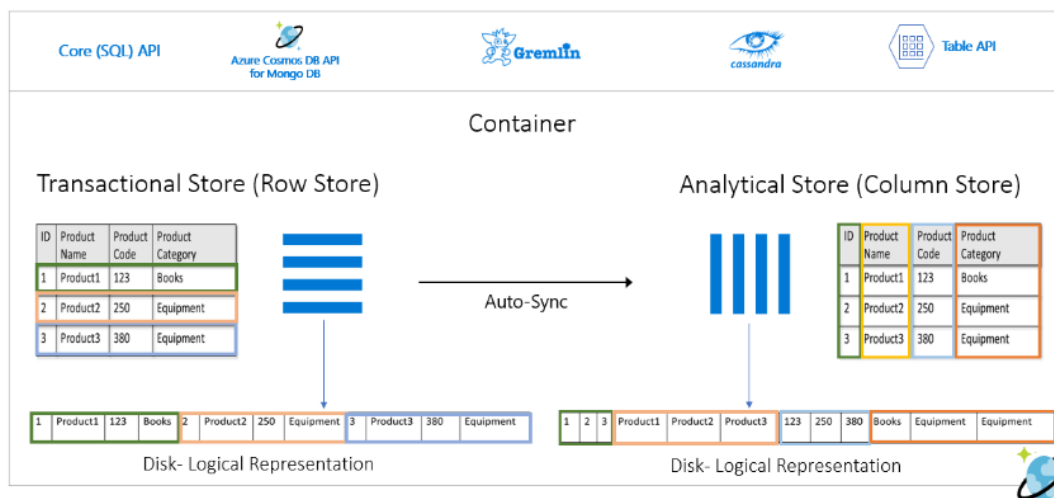 Core (SQL) API
Azure Cosmos DB API
for Mongo DB
Gremlin
cassandra
Table API
Container
Transactional Store (Row Store)
Analytical Store (Column Store)
ID Product Name Product Code Product Category
1 Product1 123 Books
2 Product2 250 Equipment
3 Product3 380 Equipment
Auto-Sync
ID Product Name Product Code Product Category
1 Product1 123 Books
2 Product2 250 Equipment
3 Product3 380 Equipment
1 Product1 123 Books 2 Product2 250 Equipment 3 Product3 380 Equipment
1 2 3 Product1 Product2 Product3 123 250 380 Books Equipment Equipment
Disk- Logical Representation
Disk- Logical Representation